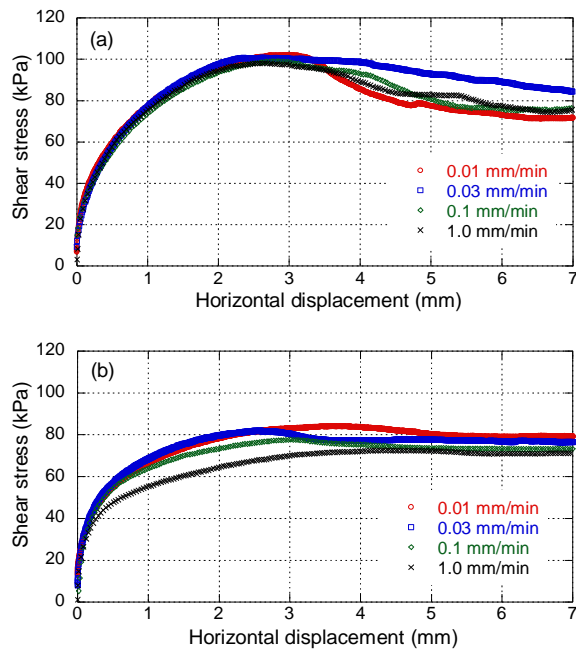 (a)
Shear stress (kPa)
120
100
80
60
40
20
0
0.01 mm/min
0.03 mm/min
0.1 mm/min
1.0 mm/min
0 1 2 3 4 5 6 7
Horizontal displacement (mm)
(b)
Shear stress (kPa)
120
100
80
60
40
20
0
0.01 mm/min
0.03 mm/min
0.1 mm/min
1.0 mm/min
0 1 2 3 4 5 6 7
Horizontal displacement (mm)